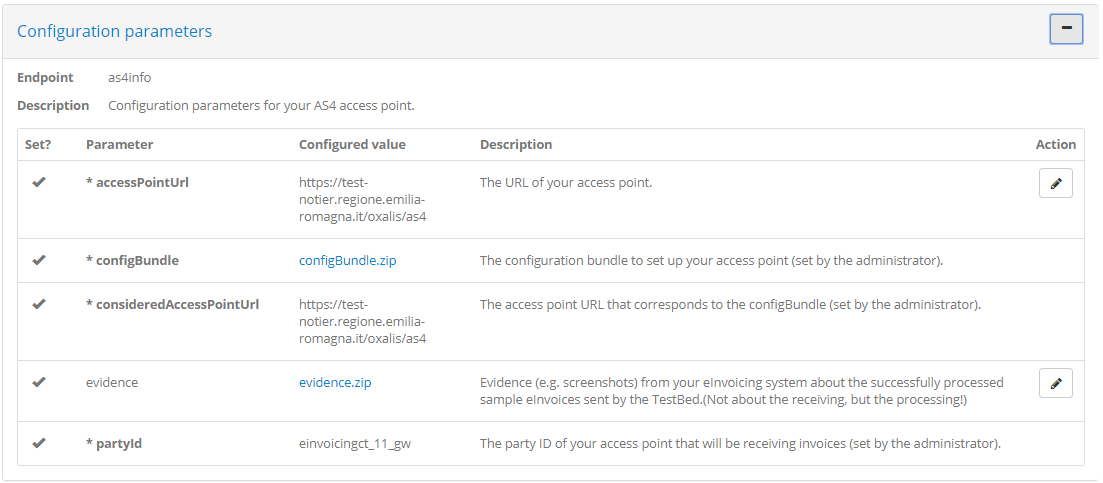 Configuration parameters
Endpoint as4info
Description Configuration parameters for your AS4 access point.
Set? Parameter Configured value Description Action
* accessPointUrl https://test- The URL of your access point.
notier.regione.emilia-
romagna.it/oxalis/as4
* configBundle configBundle.zip The configuration bundle to set up your access point (set by the administrator).
* consideredAccessPointUrl https://test- The access point URL that corresponds to the configBundle (set by the administrator).
notier.regione.emilia-
romagna.it/oxalis/as4
evidence evidence.zip Evidence (e.g. screenshots) from your eInvoicing system about the successfully processed
sample eInvoices sent by the TestBed.(Not about the receiving, but the processing!)
* partyId einvoicingct_11_gw The party ID of your access point that will be receiving invoices (set by the administrator).